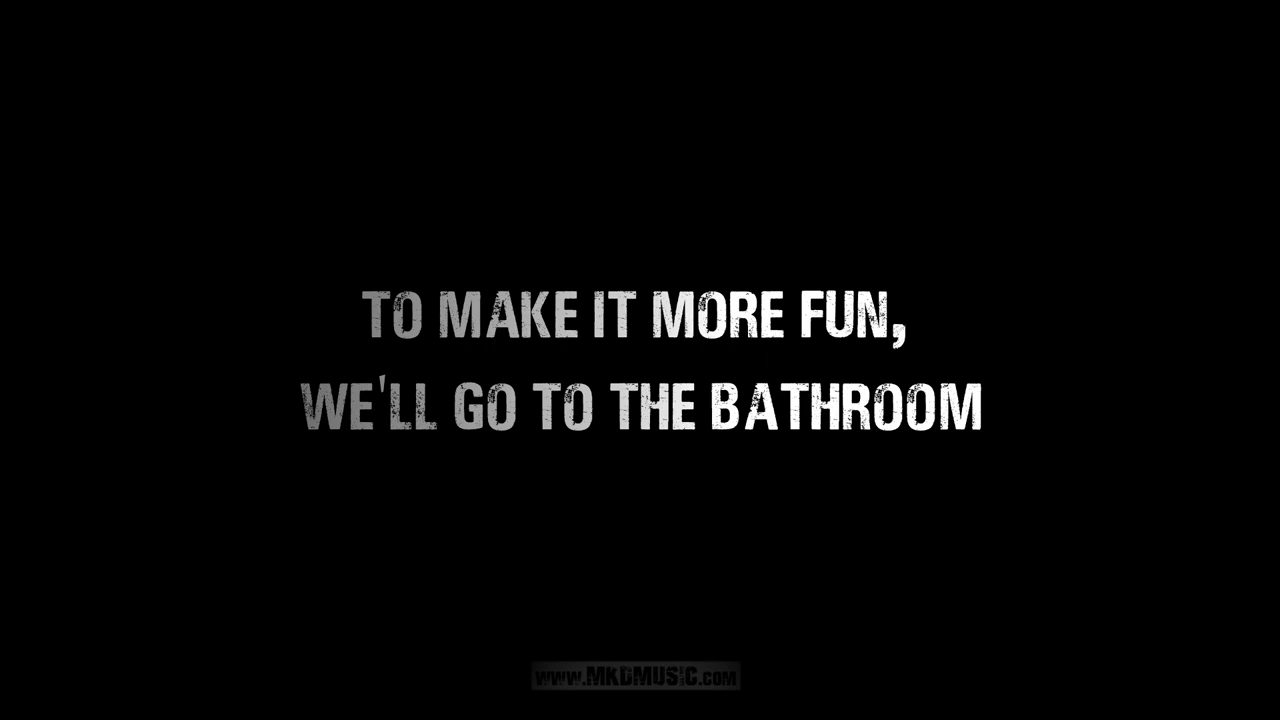 TO MAKE IT MORE FUN,
WE'LL GO TO THE BATHROOM
www.MKDMUSIC.com